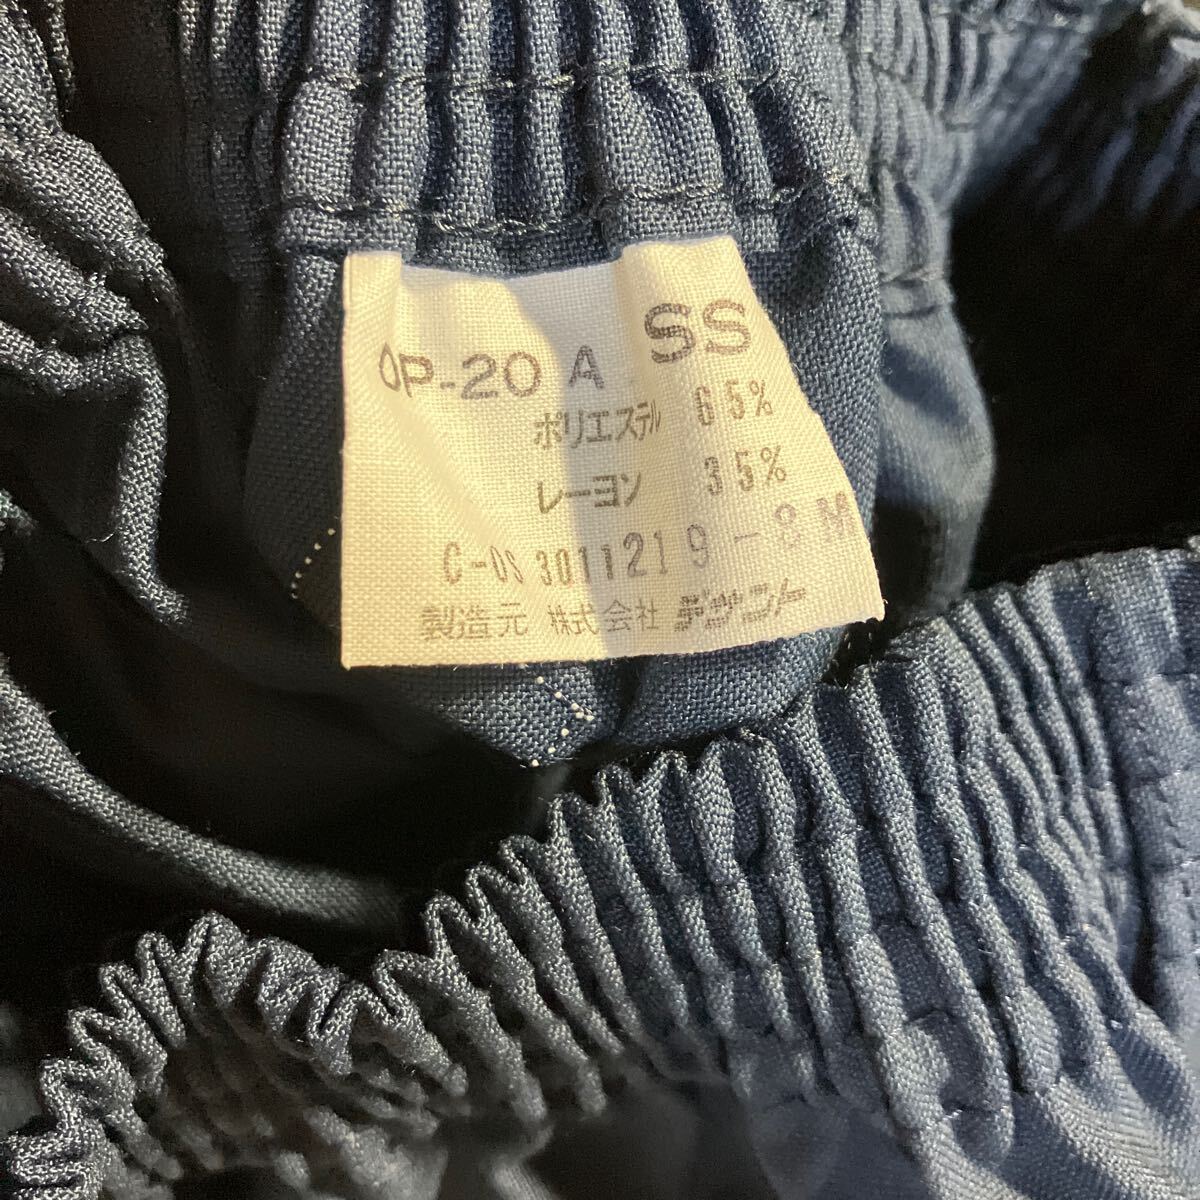 OP-20 A SS
ポリエステル 65%
レーヨン 35%
C-OS 3011219-8M
製造元 株式会社 デサント